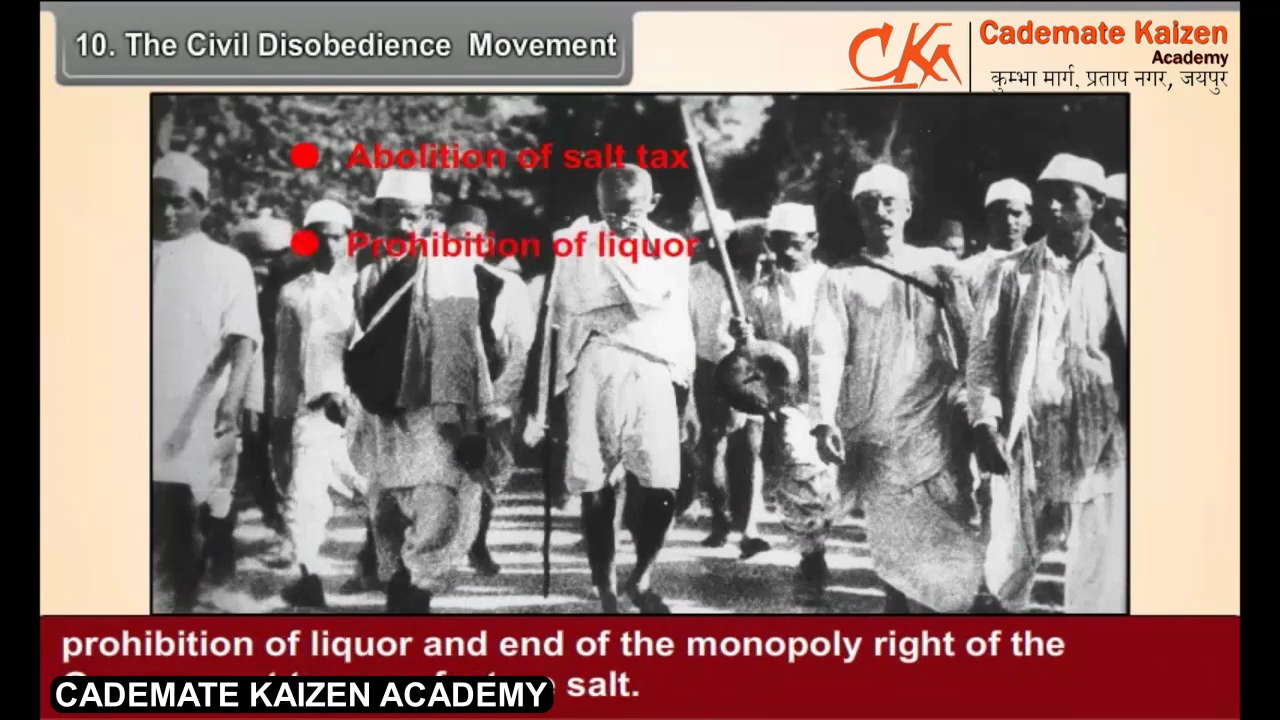 10. The Civil Disobedience Movement
CKA
Cademate Kaizen
Academy
कुम्भा मार्ग, प्रताप नगर, जयपुर
Abolition of salt tax
Prohibition of liquor
prohibition of liquor and end of the monopoly right of the
salt.
CADEMATE KAIZEN ACADEMY